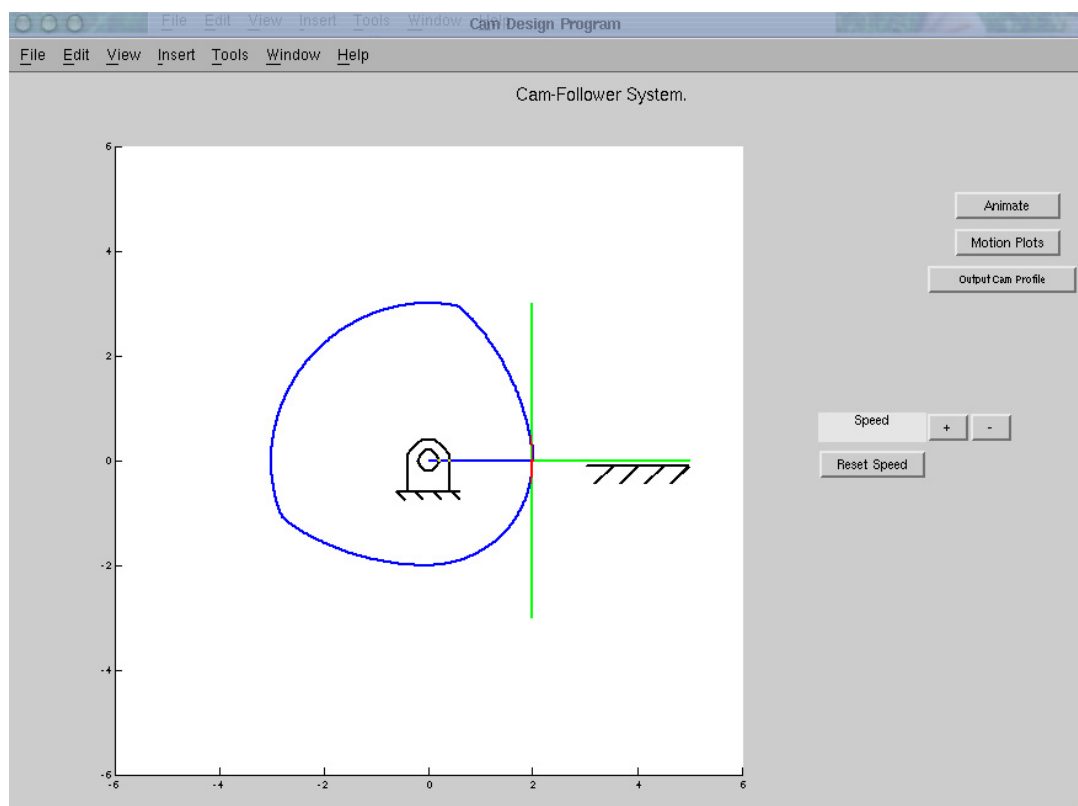 File Edit View Insert Tools Window Help
Cam Design Program
File Edit View Insert Tools Window Help
Cam-Follower System.
6
4
2
0
-2
-4
-6
-6 -4 -2 0 2 4 6
Animate
Motion Plots
Output Cam Profile
Speed + -
Reset Speed